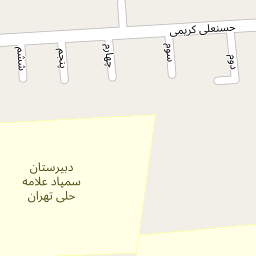 حسنعلی کریمی
دوم
سوم
چهارم
پنجم
ششم
دبیرستان
سمپاد علامه
حلی تهران